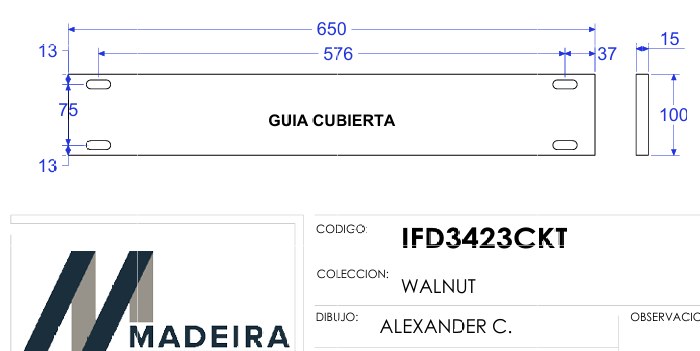 650
13
576
37
15
75
GUIA CUBIERTA
100
13
CODIGO:
IFD3423CKT
COLECCION:
WALNUT
DIBUJO:
ALEXANDER C.
OBSERVACIO
MADEIRA